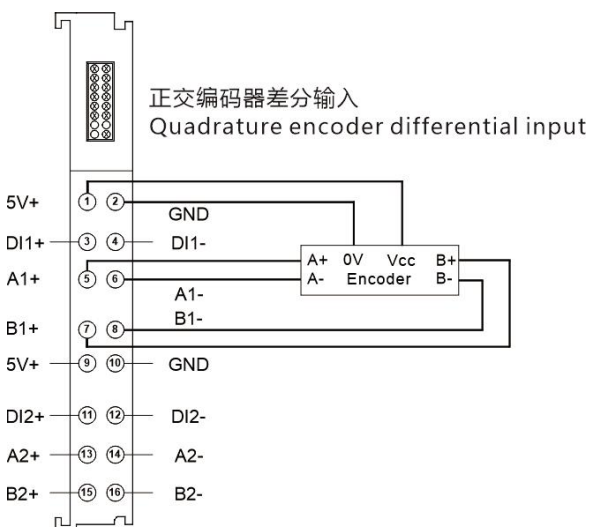 正交编码器差分输入
Quadrature encoder differential input
5V+ 1 2 GND
DI1+ 3 4 DI1-
A+ 0V Vcc B+
A- Encoder B-
A1+ 5 6 A1-
B1+ 7 8 B1-
5V+ 9 10 GND
DI2+ 11 12 DI2-
A2+ 13 14 A2-
B2+ 15 16 B2-